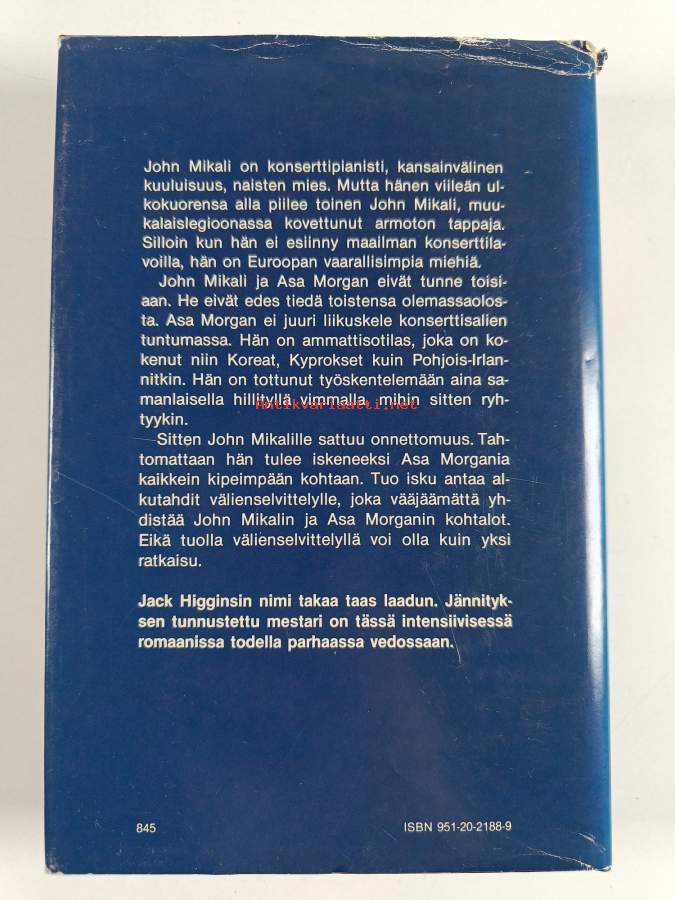 John Mikali on konserttipianisti, kansainvälinen
kuuluisuus, naisten mies. Mutta hänen viileän ul-
kokuorensa alla piilee toinen John Mikali, muu-
kalaislegioonassa kovettunut armoton tappaja.
Silloin kun hän ei esiinny maailman konserttila-
voilla, hän on Euroopan vaarallisimpia miehiä.
John Mikali ja Asa Morgan eivät tunne toisi-
aan. He eivät edes tiedä toistensa olemassaolos-
ta. Asa Morgan ei juuri liikuskele konserttisalien
tuntumassa. Hän on ammattisotilas, joka on ko-
kenut niin Koreat, Kyprokset kuin Pohjois-Irlan-
nitkin. Hän on tottunut työskentelemään aina sa-
manlaisella hillityllä vimmalla, mihin sitten ryh-
Antikvariaatti.net
tyykin.
Sitten John Mikalille sattuu onnettomuus. Tah-
tomattaan hän tulee iskeneeksi Asa Morgania
kaikkein kipeimpään kohtaan. Tuo isku antaa al-
kutahdit välienselvittelylle, joka vääjäämättä yh-
distää John Mikalin ja Asa Morganin kohtalot.
Eikä tuolla välienselvittelyllä voi olla kuin yksi
ratkaisu.
Jack Higginsin nimi takaa taas laadun. Jännityk-
sen tunnustettu mestari on tässä intensiivisessä
romaanissa todella parhaassa vedossaan.
845
ISBN 951-20-2188-9